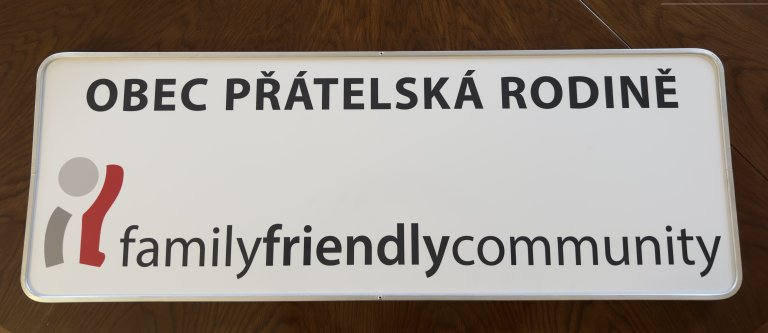 OBEC PŘÁTELSKÁ RODINĚ
familyfriendlycommunity